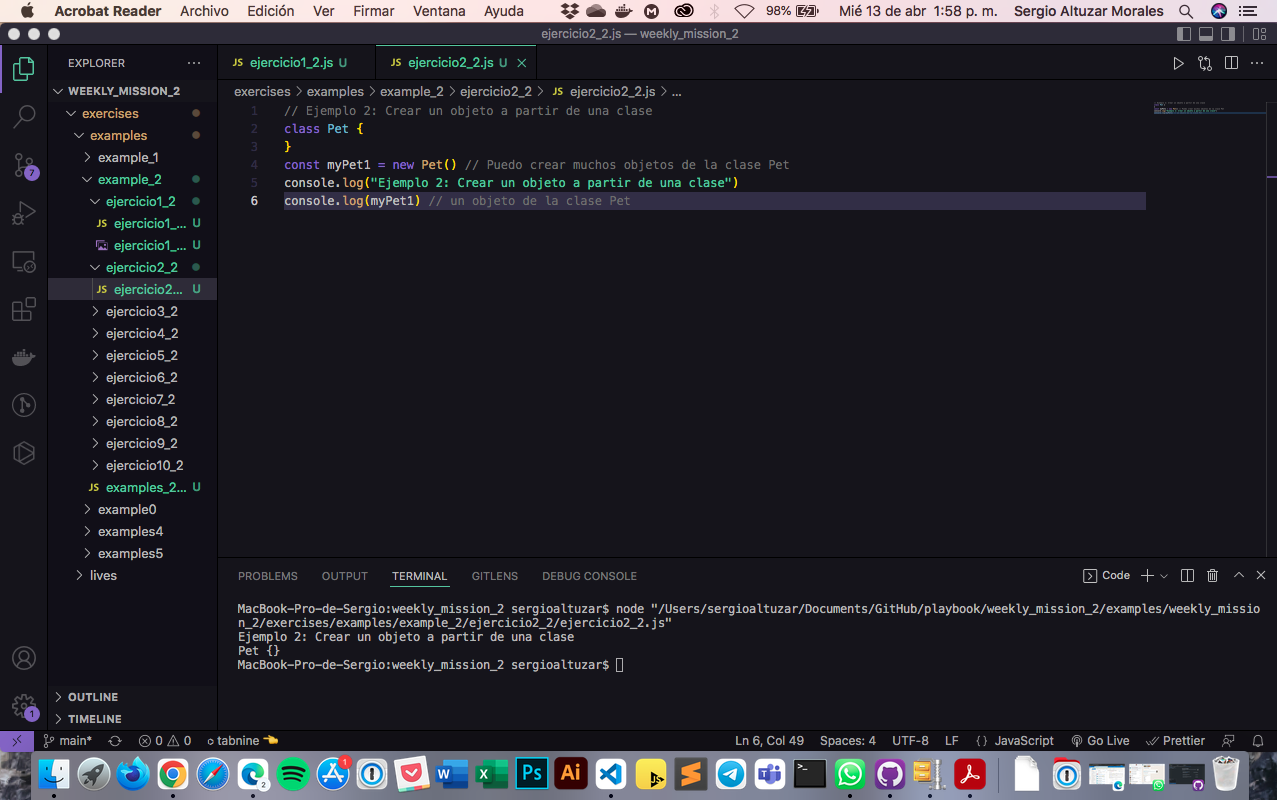 Acrobat Reader Archivo Edición Ver Firmar Ventana Ayuda 98% Mié 13 de abr 1:58 p. m. Sergio Altuzar Morales
ejercicio2_2.js — weekly_mission_2
EXPLORER
WEEKLY_MISSION_2
exercises
examples
example_1
example_2
ejercicio1_2
JS ejercicio1_... U
ejercicio1_... U
ejercicio2_2
JS ejercicio2... U
ejercicio3_2
ejercicio4_2
ejercicio5_2
ejercicio6_2
ejercicio7_2
ejercicio8_2
ejercicio9_2
ejercicio10_2
JS examples_2... U
example0
examples4
examples5
lives
OUTLINE
TIMELINE
7
1
JS ejercicio1_2.js U JS ejercicio2_2.js U
exercises > examples > example_2 > ejercicio2_2 > JS ejercicio2_2.js > ...
1 // Ejemplo 2: Crear un objeto a partir de una clase
2 class Pet {
3 }
4 const myPet1 = new Pet() // Puedo crear muchos objetos de la clase Pet
5 console.log("Ejemplo 2: Crear un objeto a partir de una clase")
6 console.log(myPet1) // un objeto de la clase Pet
PROBLEMS OUTPUT TERMINAL GITLENS DEBUG CONSOLE Code
MacBook-Pro-de-Sergio:weekly_mission_2 sergioaltuzar$ node "/Users/sergioaltuzar/Documents/GitHub/playbook/weekly_mission_2/examples/weekly_missio
n_2/exercises/examples/example_2/ejercicio2_2/ejercicio2_2.js"
Ejemplo 2: Crear un objeto a partir de una clase
Pet {}
MacBook-Pro-de-Sergio:weekly_mission_2 sergioaltuzar$
main* 0 0 tabnine Ln 6, Col 49 Spaces: 4 UTF-8 LF {} JavaScript Go Live Prettier
2 1 W X Ps Ai